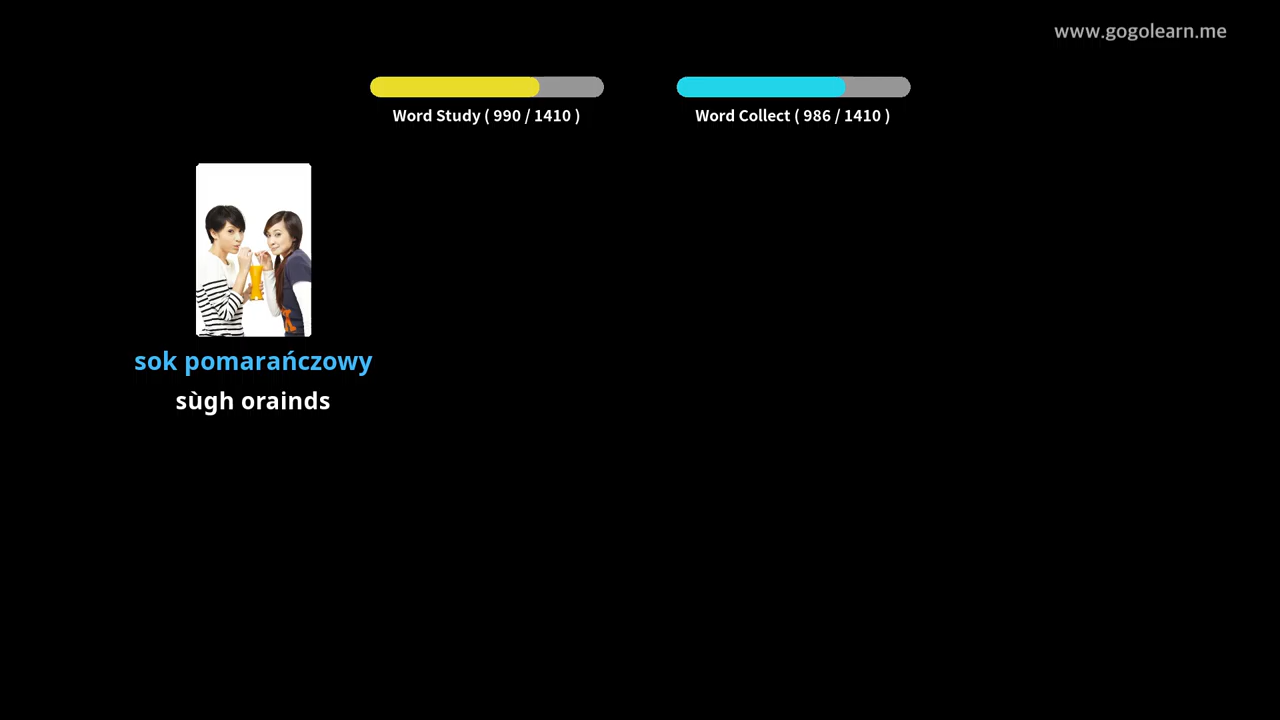 www.gogolearn.me
Word Study ( 990 / 1410 )
Word Collect ( 986 / 1410 )
sok pomarańczowy
sùgh orainds